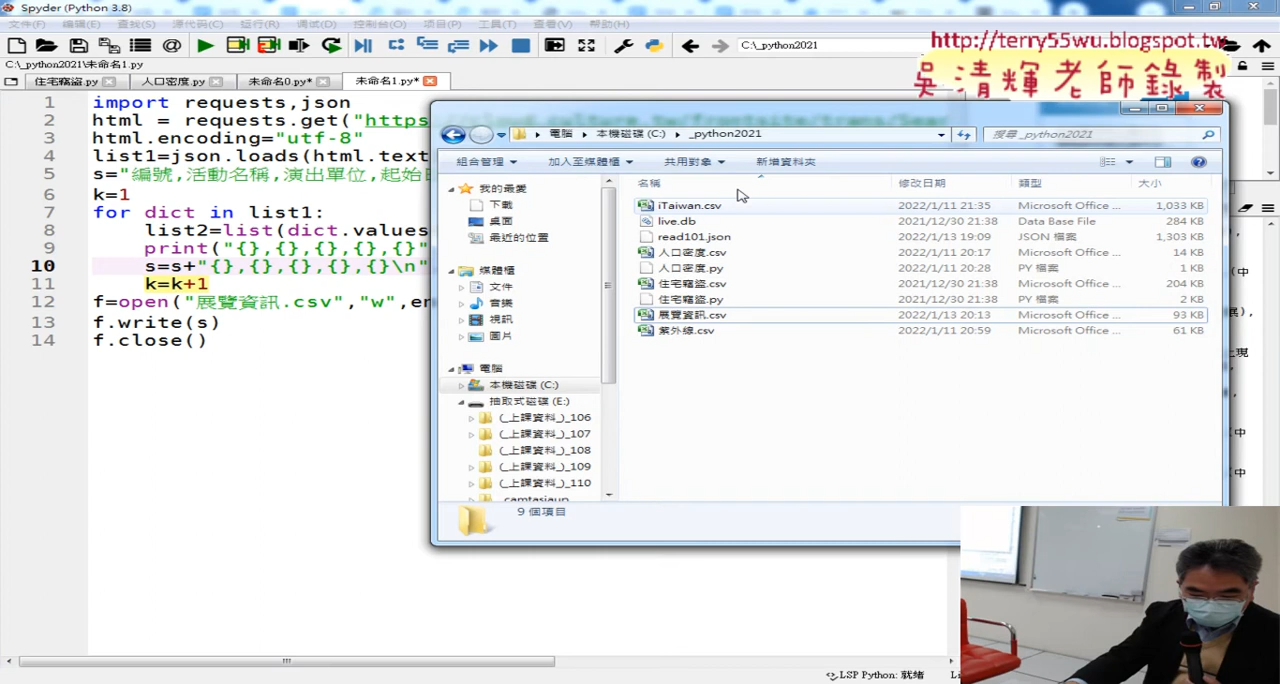 Spyder (Python 3.8)
文件(F) 编辑(E) 查找(S) 源代码(C) 运行(R) 调试(D) 控制台(O) 项目(P) 工具(T) 查看(V) 帮助(H)
C:\_python2021
http://terry55wu.blogspot.tw
吳清輝老師錄製
C:\_python2021\未命名1.py
住宅竊盜.py 人口密度.py 未命名0.py* 未命名1.py*
1 import requests,json
2 html = requests.get("https
3 html.encoding="utf-8"
4 list1=json.loads(html.text
5 s="編號,活動名稱,演出單位,起始日
6 k=1
7 for dict in list1:
8 list2=list(dict.values
9 print("{},{},{},{},{}"
10 s=s+"{},{},{},{},{}\n"
11 k=k+1
12 f=open("展覽資訊.csv","w",en
13 f.write(s)
14 f.close()
電腦 本機磁碟 (C:) _python2021
搜尋 _python2021
組合管理 加入至媒體櫃 共用對象 新增資料夾
名稱 修改日期 類型 大小
我的最愛
下載
桌面
最近的位置
媒體櫃
文件
音樂
視訊
圖片
電腦
本機磁碟 (C:)
抽取式磁碟 (E:)
(_上課資料_)_106
(_上課資料_)_107
(_上課資料_)_108
(_上課資料_)_109
(_上課資料_)_110
iTaiwan.csv 2022/1/11 21:35 Microsoft Office ... 1,033 KB
live.db 2021/12/30 21:38 Data Base File 284 KB
read101.json 2022/1/13 19:09 JSON 檔案 1,303 KB
人口密度.csv 2022/1/11 20:17 Microsoft Office ... 14 KB
人口密度.py 2022/1/11 20:28 PY 檔案 1 KB
住宅竊盜.csv 2021/12/30 21:38 Microsoft Office ... 204 KB
住宅竊盜.py 2021/12/30 21:38 PY 檔案 2 KB
展覽資訊.csv 2022/1/13 20:13 Microsoft Office ... 93 KB
紫外線.csv 2022/1/11 20:59 Microsoft Office ... 61 KB
9 個項目
LSP Python: 就绪